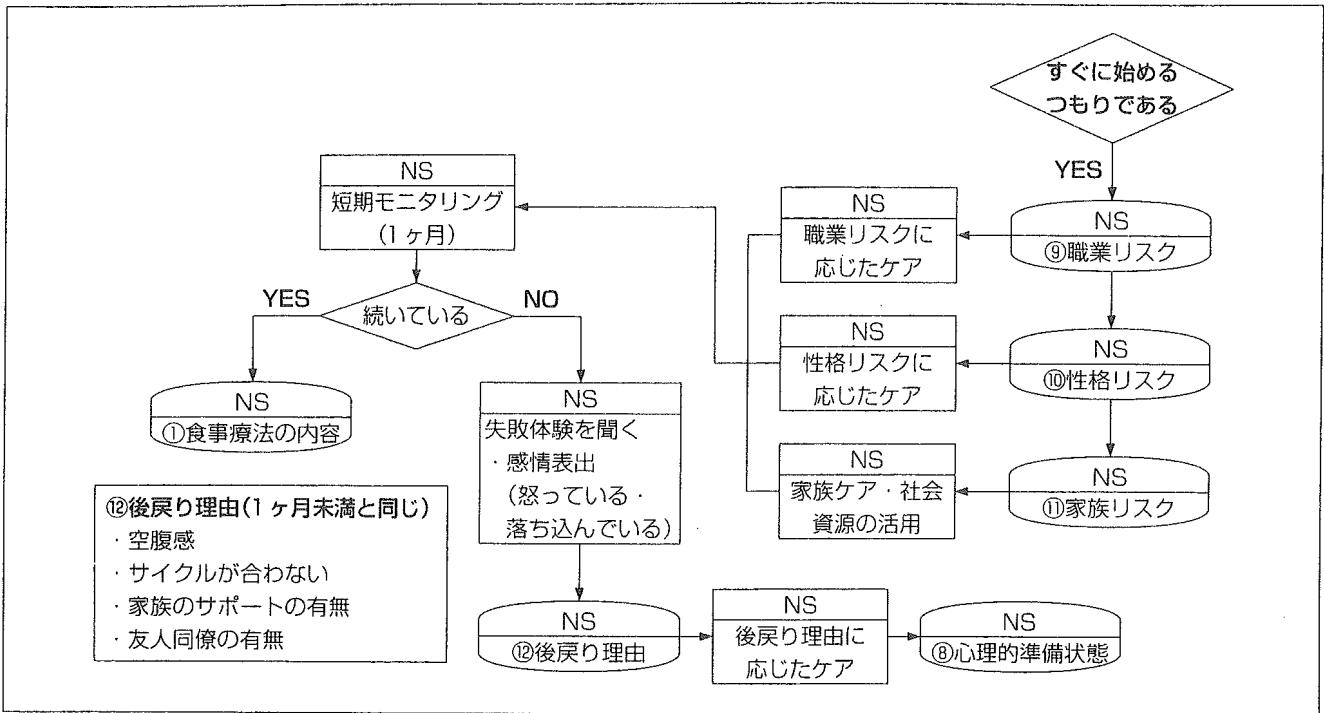 すぐに始める
つもりである
YES
NS
⑨職業リスク
NS
職業リスクに
応じたケア
NS
⑩性格リスク
NS
性格リスクに
応じたケア
NS
⑪家族リスク
NS
家族ケア・社会
資源の活用
NS
短期モニタリング
(1ヶ月)
続いている
YES
NO
NS
①食事療法の内容
NS
失敗体験を聞く
・感情表出
(怒っている・
落ち込んでいる)
⑫後戻り理由(1ヶ月未満と同じ)
・空腹感
・サイクルが合わない
・家族のサポートの有無
・友人同僚の有無
NS
⑫後戻り理由
NS
後戻り理由に
応じたケア
NS
⑧心理的準備状態